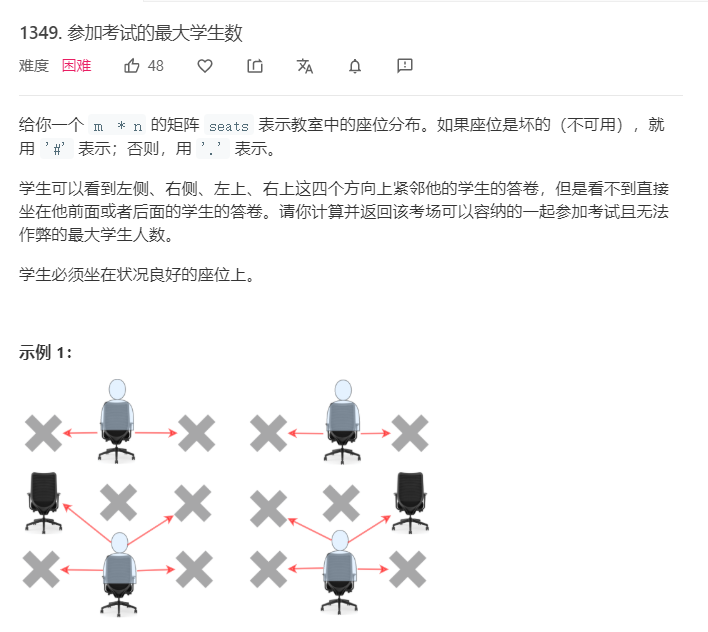 1349. 参加考试的最大学生数
难度 困难 48
给你一个 m * n 的矩阵 seats 表示教室中的座位分布。如果座位是坏的（不可用），就
用 '#' 表示；否则，用 '.' 表示。
学生可以看到左侧、右侧、左上、右上这四个方向上紧邻他的学生的答卷，但是看不到直接
坐在他前面或者后面的学生的答卷。请你计算并返回该考场可以容纳的一起参加考试且无法
作弊的最大学生人数。
学生必须坐在状况良好的座位上。
示例 1：